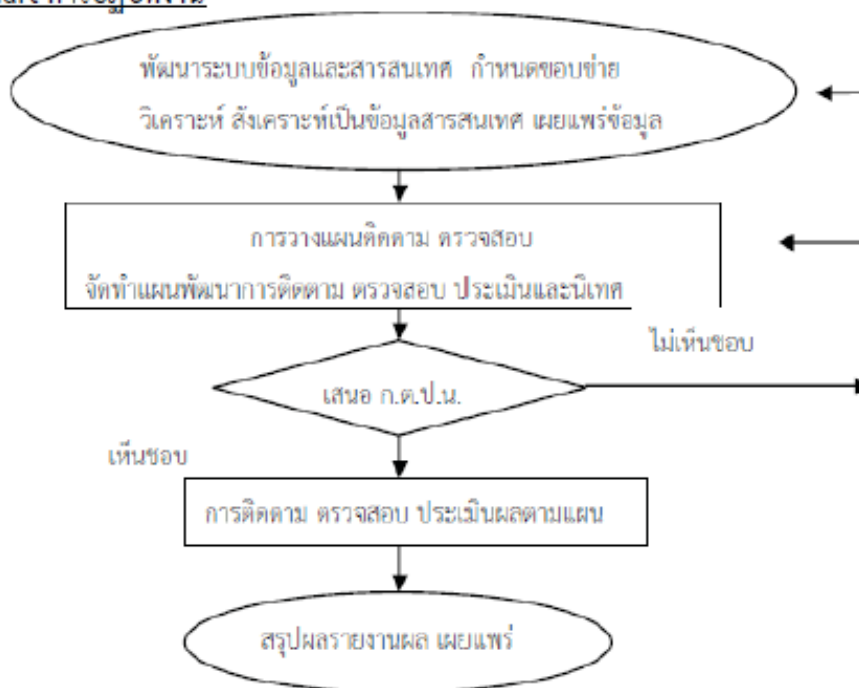 พัฒนาระบบข้อมูลและสารสนเทศ กำหนดขอบข่าย
วิเคราะห์ สังเคราะห์เป็นข้อมูลสารสนเทศ เผยแพร่ข้อมูล
การวางแผนติดตาม ตรวจสอบ
จัดทำแผนพัฒนาการติดตาม ตรวจสอบ ประเมินและนิเทศ
ไม่เห็นชอบ
เสนอ ก.ต.ป.น.
เห็นชอบ
การติดตาม ตรวจสอบ ประเมินผลตามแผน
สรุปผลรายงานผล เผยแพร่